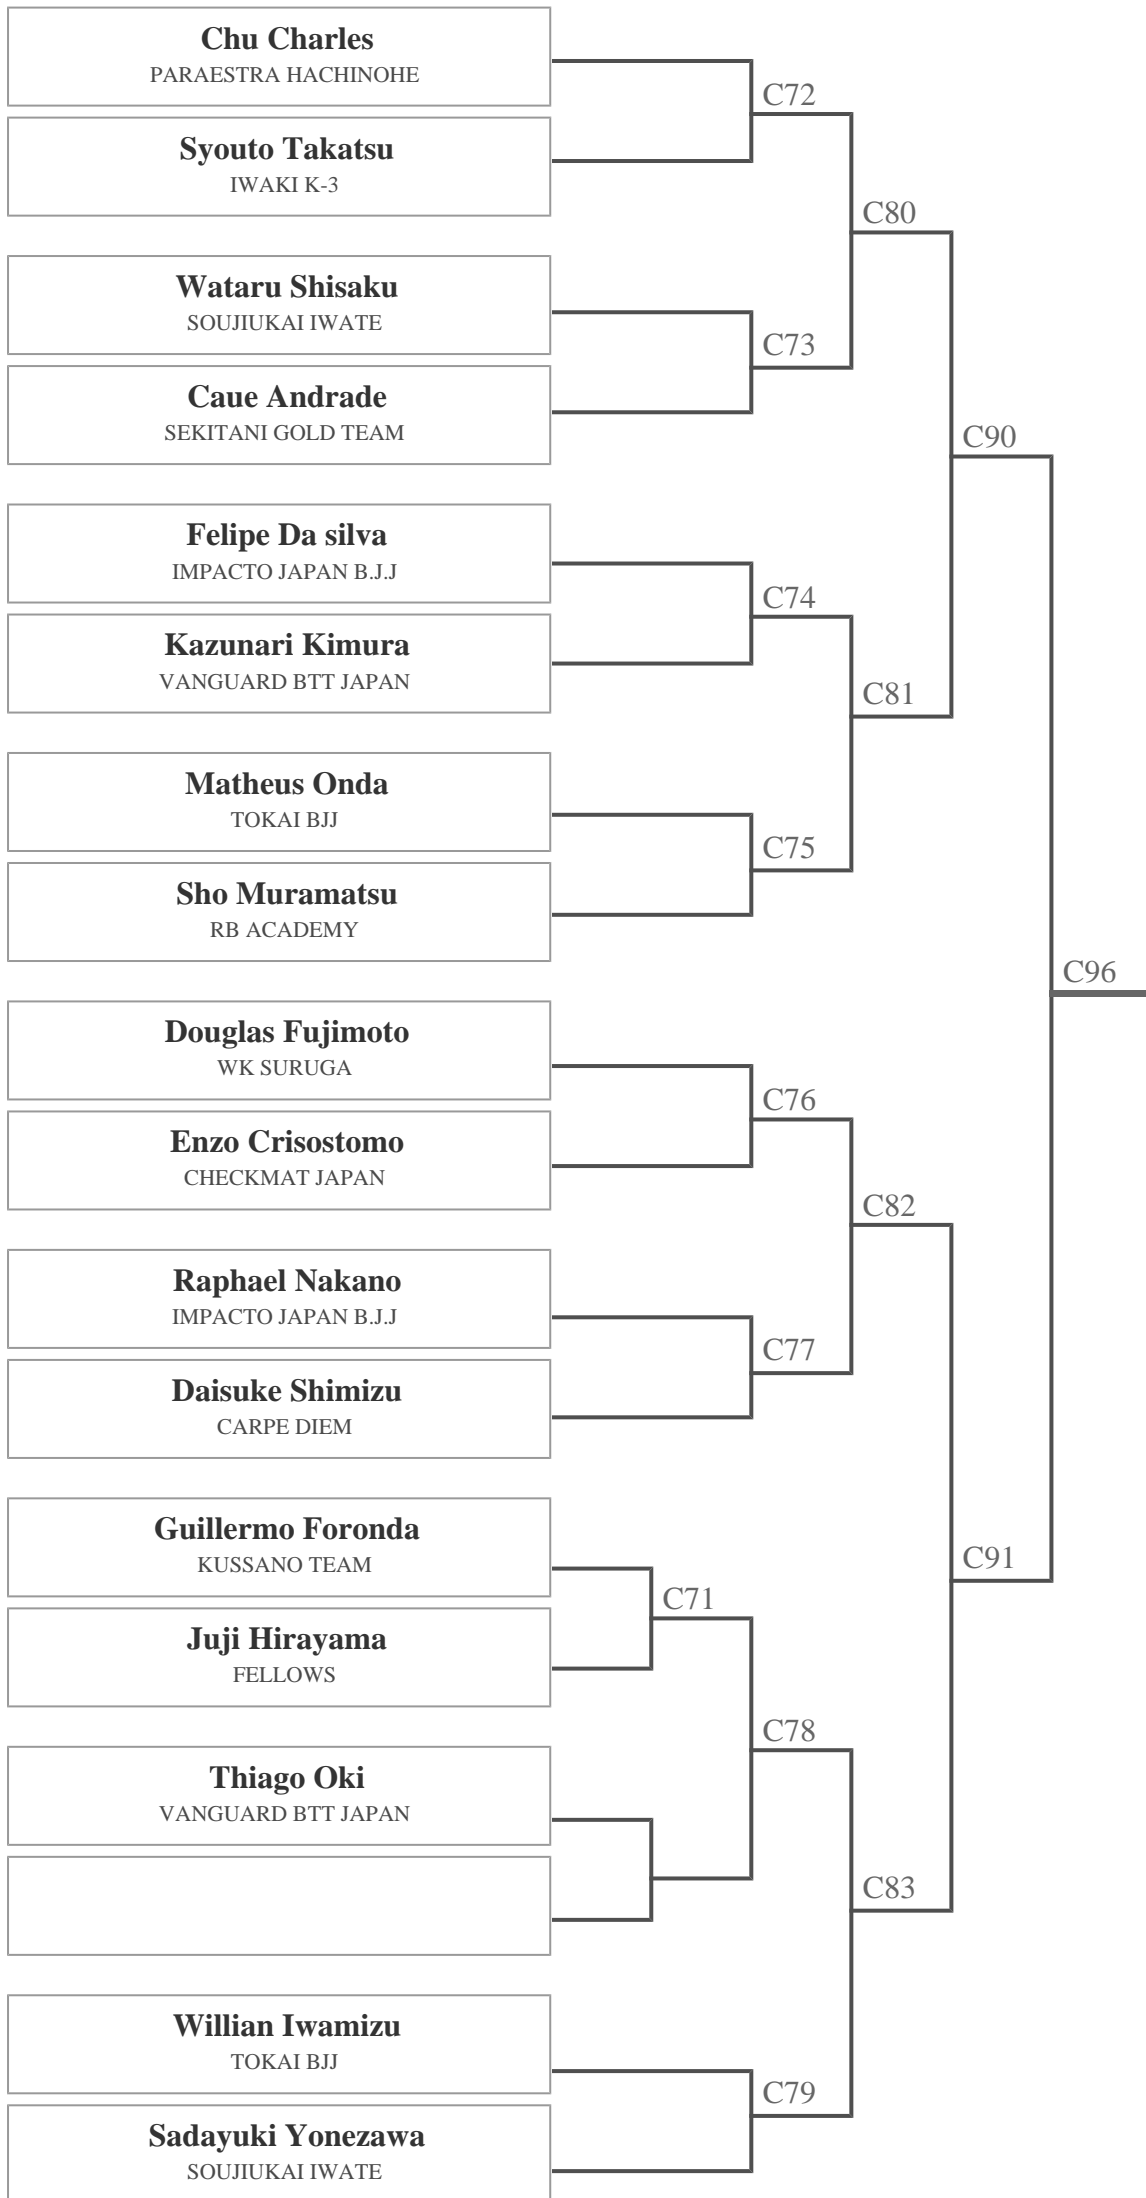 Chu Charles
PARAESTRA HACHINOHE
C72
Syouto Takatsu
IWAKI K-3
C80
Wataru Shisaku
SOUJIUKAI IWATE
C73
Caue Andrade
SEKITANI GOLD TEAM
C90
Felipe Da silva
IMPACTO JAPAN B.J.J
C74
Kazunari Kimura
VANGUARD BTT JAPAN
C81
Matheus Onda
TOKAI BJJ
C75
Sho Muramatsu
RB ACADEMY
C96
Douglas Fujimoto
WK SURUGA
C76
Enzo Crisostomo
CHECKMAT JAPAN
C82
Raphael Nakano
IMPACTO JAPAN B.J.J
C77
Daisuke Shimizu
CARPE DIEM
Guillermo Foronda
KUSSANO TEAM
C91
C71
Juji Hirayama
FELLOWS
C78
Thiago Oki
VANGUARD BTT JAPAN
C83
Willian Iwamizu
TOKAI BJJ
C79
Sadayuki Yonezawa
SOUJIUKAI IWATE